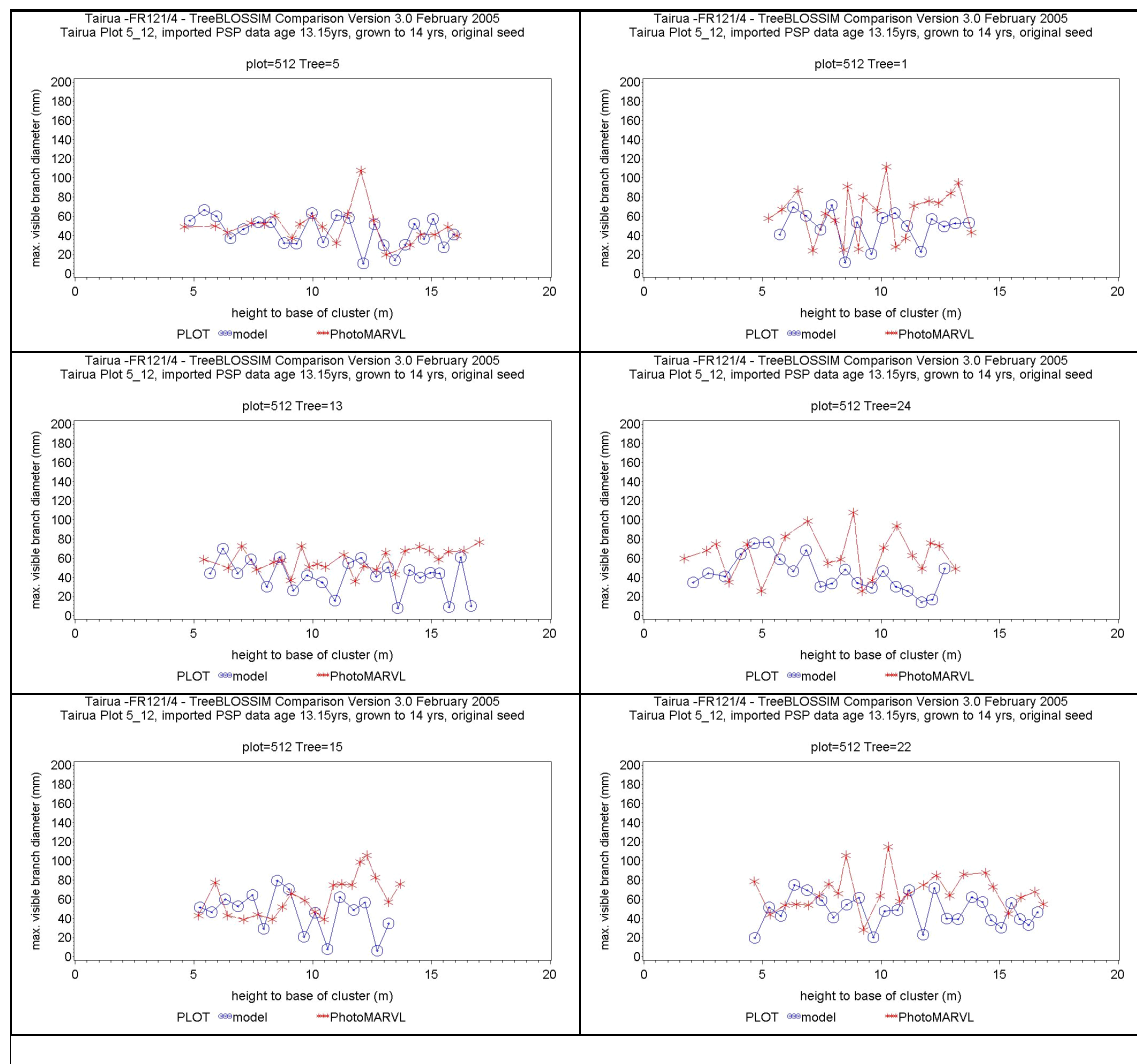 Tairua -FR121/4 - TreeBLOSSIM Comparison Version 3.0 February 2005
Tairua Plot 5_12, imported PSP data age 13.15yrs, grown to 14 yrs, original seed
plot=512 Tree=5
max. visible branch diameter (mm)
200
180
160
140
120
100
80
60
40
20
0
0 5 10 15 20
height to base of cluster (m)
PLOT model PhotoMARVL
Tairua -FR121/4 - TreeBLOSSIM Comparison Version 3.0 February 2005
Tairua Plot 5_12, imported PSP data age 13.15yrs, grown to 14 yrs, original seed
plot=512 Tree=1
max. visible branch diameter (mm)
200
180
160
140
120
100
80
60
40
20
0
0 5 10 15 20
height to base of cluster (m)
PLOT model PhotoMARVL
Tairua -FR121/4 - TreeBLOSSIM Comparison Version 3.0 February 2005
Tairua Plot 5_12, imported PSP data age 13.15yrs, grown to 14 yrs, original seed
plot=512 Tree=13
max. visible branch diameter (mm)
200
180
160
140
120
100
80
60
40
20
0
0 5 10 15 20
height to base of cluster (m)
PLOT model PhotoMARVL
Tairua -FR121/4 - TreeBLOSSIM Comparison Version 3.0 February 2005
Tairua Plot 5_12, imported PSP data age 13.15yrs, grown to 14 yrs, original seed
plot=512 Tree=24
max. visible branch diameter (mm)
200
180
160
140
120
100
80
60
40
20
0
0 5 10 15 20
height to base of cluster (m)
PLOT model PhotoMARVL
Tairua -FR121/4 - TreeBLOSSIM Comparison Version 3.0 February 2005
Tairua Plot 5_12, imported PSP data age 13.15yrs, grown to 14 yrs, original seed
plot=512 Tree=15
max. visible branch diameter (mm)
200
180
160
140
120
100
80
60
40
20
0
0 5 10 15 20
height to base of cluster (m)
PLOT model PhotoMARVL
Tairua -FR121/4 - TreeBLOSSIM Comparison Version 3.0 February 2005
Tairua Plot 5_12, imported PSP data age 13.15yrs, grown to 14 yrs, original seed
plot=512 Tree=22
max. visible branch diameter (mm)
200
180
160
140
120
100
80
60
40
20
0
0 5 10 15 20
height to base of cluster (m)
PLOT model PhotoMARVL